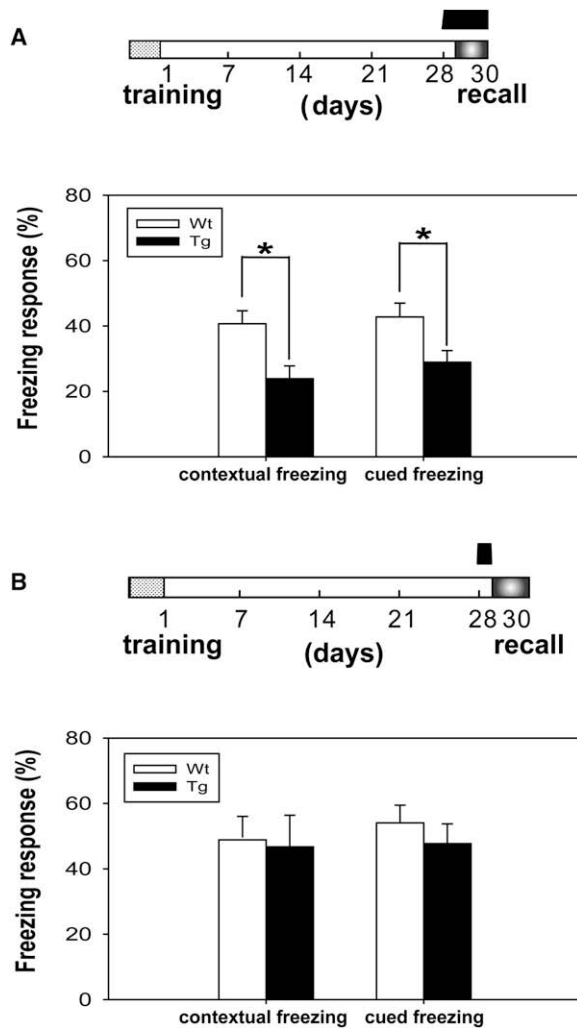 A
1 7 14 21 28 30
training (days) recall
80
60
40
20
0
Freezing response (%)
Wt
Tg
*
*
contextual freezing cued freezing
B
1 7 14 21 28 30
training (days) recall
80
60
40
20
0
Freezing response (%)
Wt
Tg
contextual freezing cued freezing